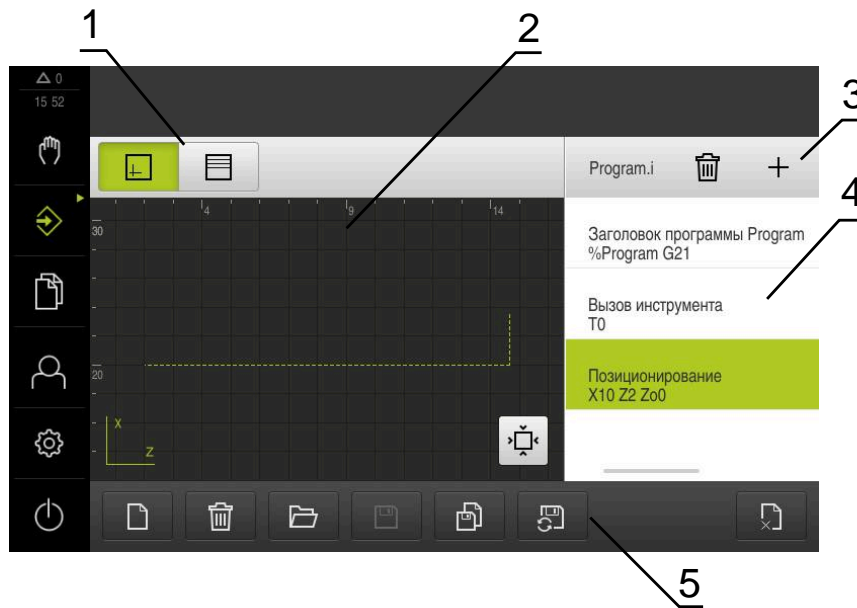 1
2
3
4
5
0
15 52
Program.i
4
9
14
30
20
X
Z
Заголовок программы Program
%Program G21
Вызов инструмента
T0
Позиционирование
X10 Z2 Zo0